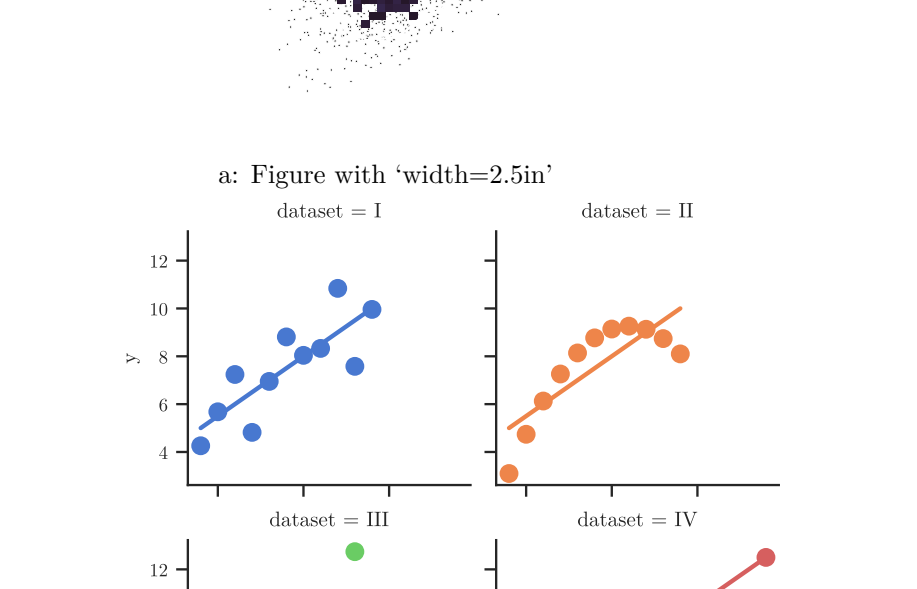 a: Figure with ‘width=2.5in’
dataset = I
dataset = II
12
10
8
6
4
y
dataset = III
dataset = IV
12